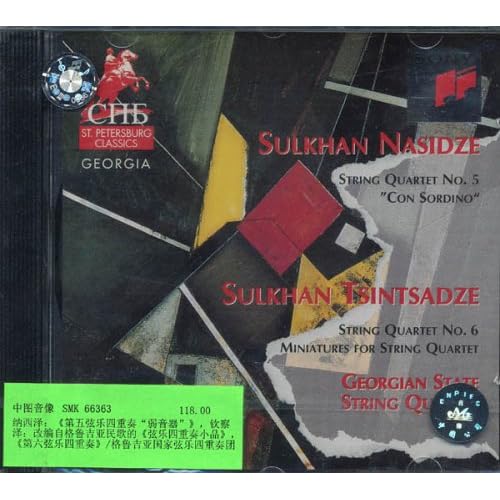 SONY
СПБ
ST. PETERSBURG
CLASSICS
GEORGIA
SULKHAN NASIDZE
STRING QUARTET NO. 5
"CON SORDINO"
SULKHAN TSINTSADZE
STRING QUARTET NO. 6
MINIATURES FOR STRING QUARTET
GEORGIAN STATE
STRING
中图音像 SMK 66363 118.00
纳西泽：《第五弦乐四重奏“弱音器”》，钦察
泽：改编自格鲁吉亚民歌的《弦乐四重奏小品》，
《第六弦乐四重奏》/格鲁吉亚国家弦乐四重奏团